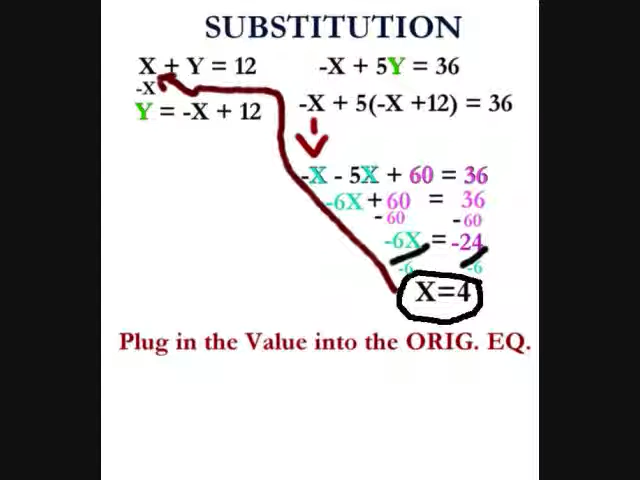 SUBSTITUTION
X + Y = 12
-X
Y = -X + 12
-X + 5Y = 36
-X + 5(-X +12) = 36
-X - 5X + 60 = 36
-6X + 60 = 36
- 60 - 60
-6X = -24
-6 -6
X=4
Plug in the Value into the ORIG. EQ.